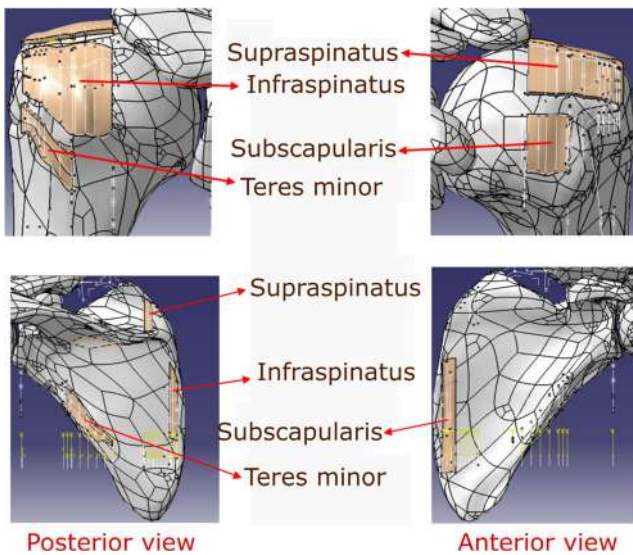 Supraspinatus
Infraspinatus
Subscapularis
Teres minor
Supraspinatus
Infraspinatus
Subscapularis
Teres minor
Posterior view
Anterior view